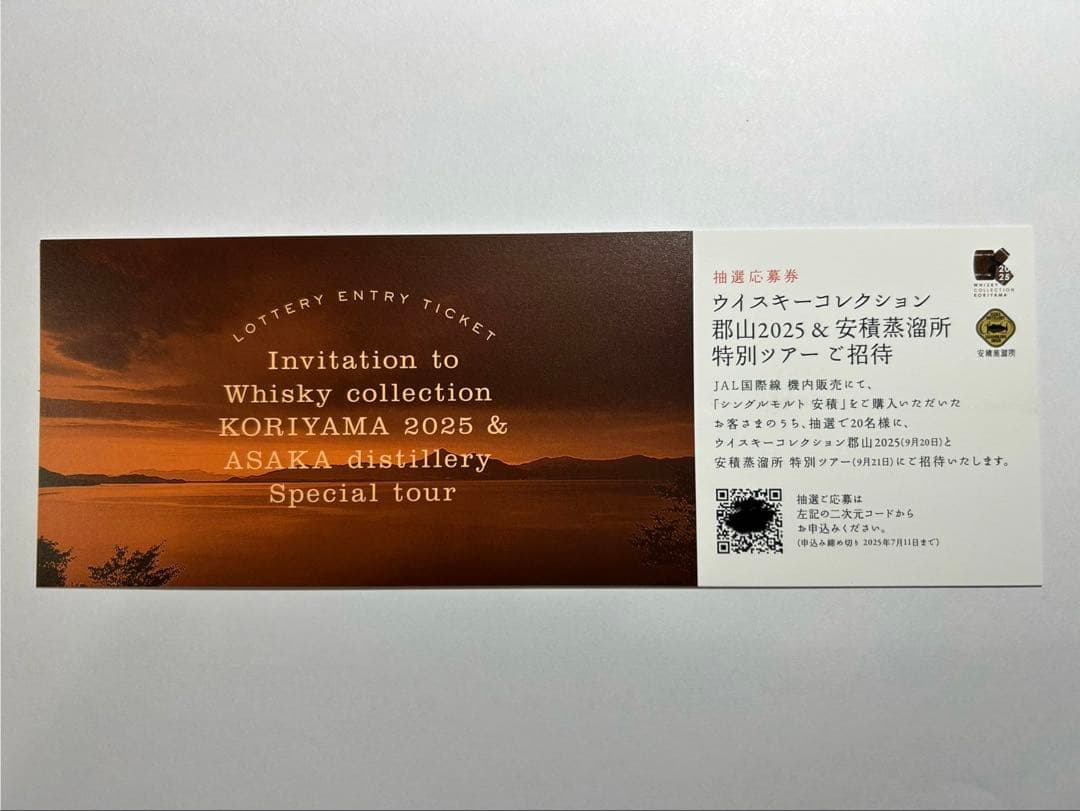 LOTTERY ENTRY TICKET
Invitation to
Whisky collection
KORIYAMA 2025 &
ASAKA distillery
Special tour
抽選応募券
ウイスキーコレクション
郡山2025 & 安積蒸溜所
特別ツアー ご招待
JAL国際線 機内販売にて、
「シングルモルト 安積」をご購入いただいた
お客さまのうち、抽選で20名様に、
ウイスキーコレクション郡山2025(9月20日)と
安積蒸溜所 特別ツアー(9月21日)にご招待いたします。
抽選ご応募は
左記の二次元コードから
お申込みください。
(申込み締め切り 2025年7月11日まで)
2025
WHISKY
COLLECTION
KORIYAMA
安積蒸溜所